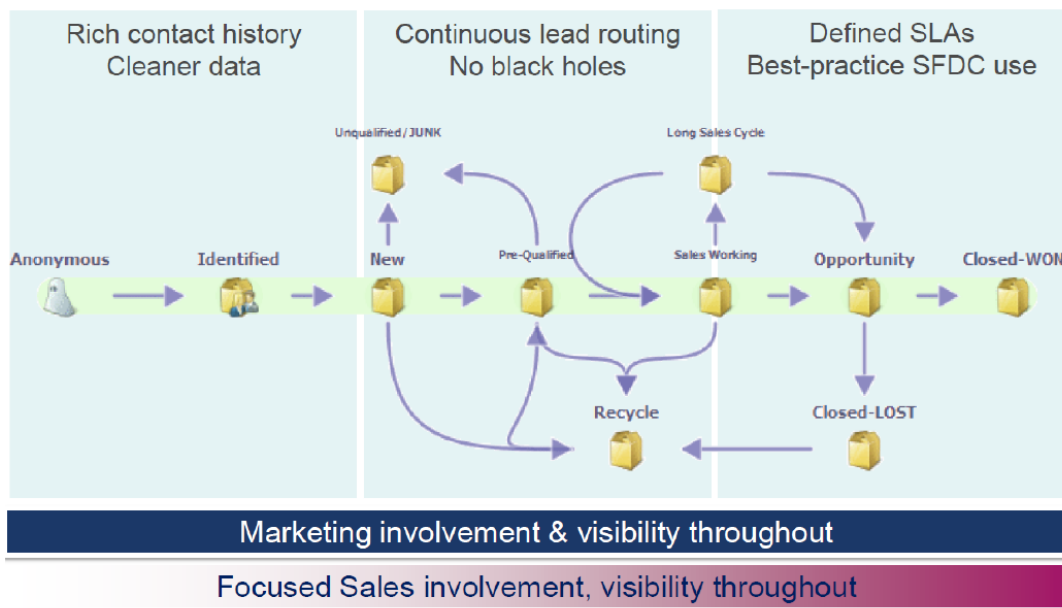 Rich contact history
Cleaner data
Continuous lead routing
No black holes
Defined SLAs
Best-practice SFDC use
Unqualified/JUNK
Long Sales Cycle
Anonymous
Identified
New
Pre-Qualified
Sales Working
Opportunity
Closed-WON
Recycle
Closed-LOST
Marketing involvement & visibility throughout
Focused Sales involvement, visibility throughout